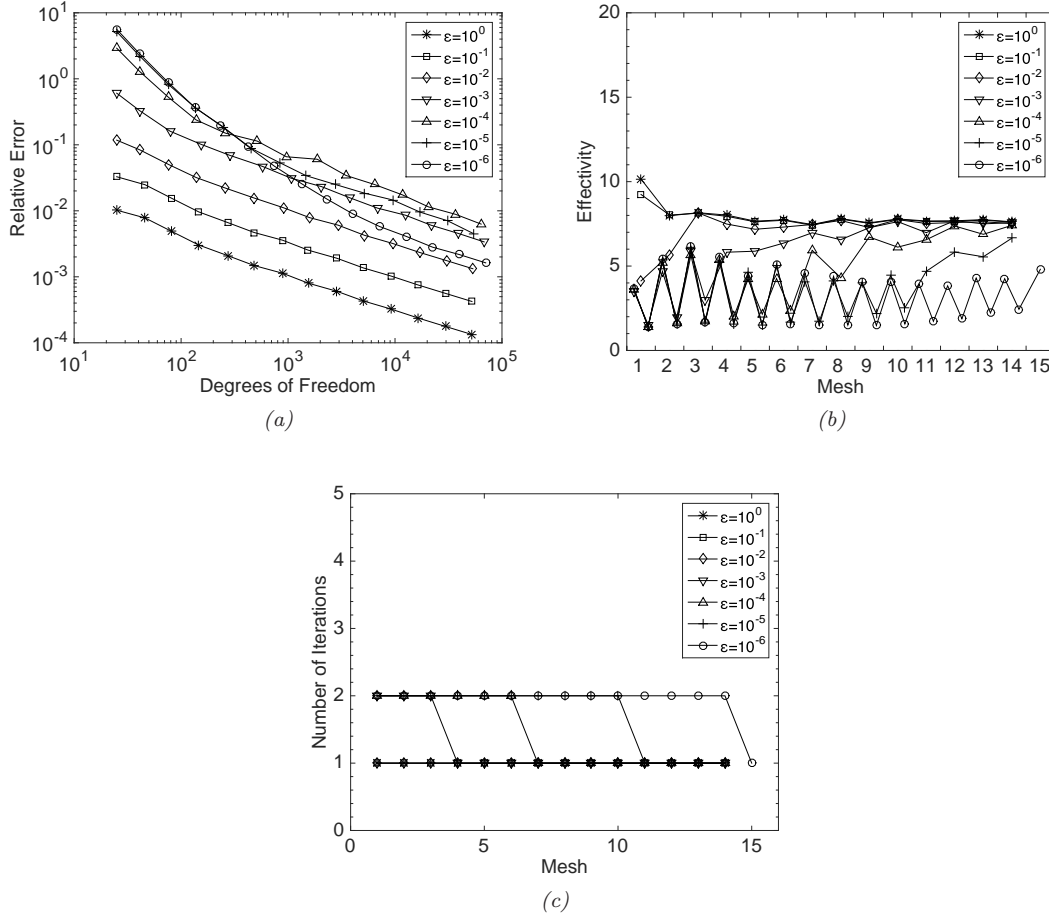 10^1
10^0
10^-1
10^-2
10^-3
10^-4
Relative Error
10^1
10^2
10^3
10^4
10^5
Degrees of Freedom
ε=10^0
ε=10^-1
ε=10^-2
ε=10^-3
ε=10^-4
ε=10^-5
ε=10^-6
(a)
20
15
10
5
0
Effectivity
1 2 3 4 5 6 7 8 9 10 11 12 13 14 15
Mesh
ε=10^0
ε=10^-1
ε=10^-2
ε=10^-3
ε=10^-4
ε=10^-5
ε=10^-6
(b)
5
4
3
2
1
0
Number of Iterations
0 5 10 15
Mesh
ε=10^0
ε=10^-1
ε=10^-2
ε=10^-3
ε=10^-4
ε=10^-5
ε=10^-6
(c)